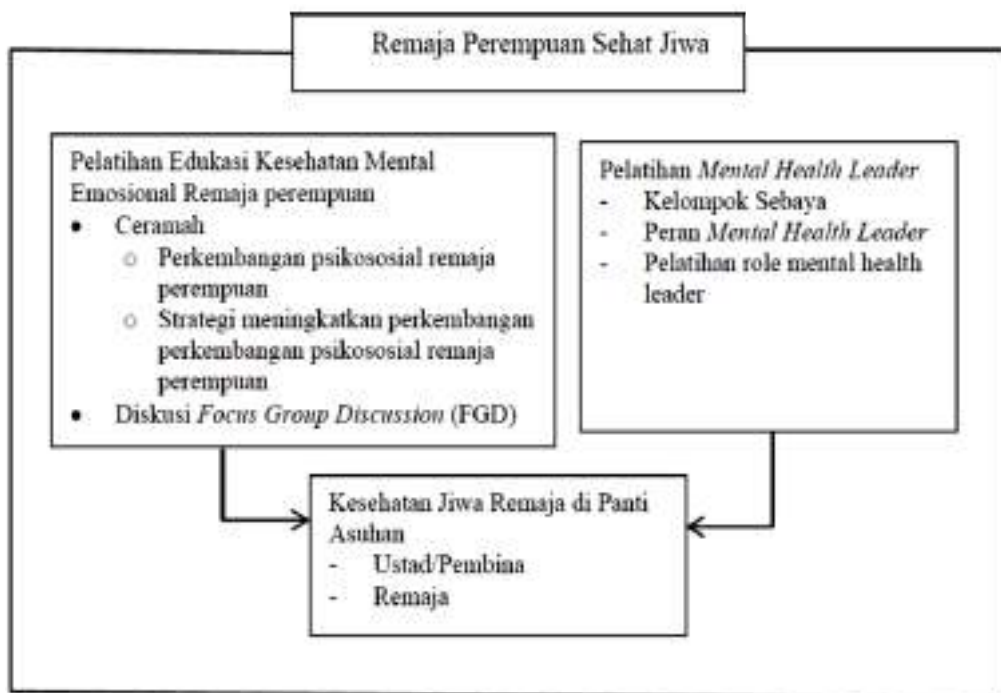 Remaja Perempuan Sehat Jiwa
Pelatihan Edukasi Kesehatan Mental
Emosional Remaja perempuan
● Ceramah
○ Perkembangan psikososial remaja
perempuan
○ Strategi meningkatkan perkembangan
perkembangan psikososial remaja
perempuan
● Diskusi Focus Group Discussion (FGD)
Pelatihan Mental Health Leader
- Kelompok Sebaya
- Peran Mental Health Leader
- Pelatihan role mental health
leader
Kesehatan Jiwa Remaja di Panti
Asuhan
- Ustad/Pembina
- Remaja